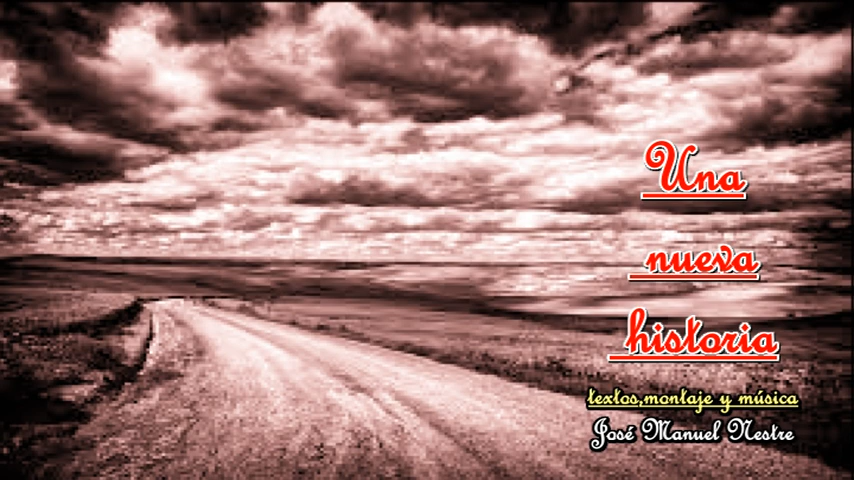 Una
nueva
historia
textos,montaje y música
José Manuel Nestre